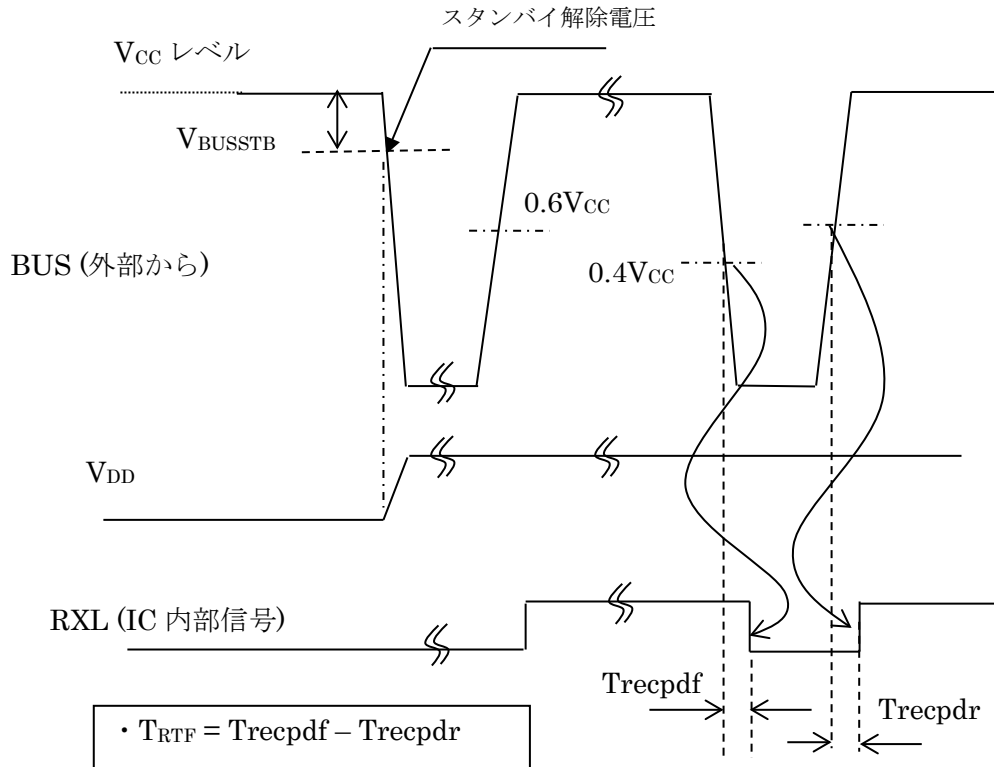 スタンバイ解除電圧
VCC レベル
VBUSSTB
0.6VCC
BUS (外部から)
0.4VCC
VDD
RXL (IC 内部信号)
Trecpdf
Trecpdr
・TRTF = Trecpdf – Trecpdr